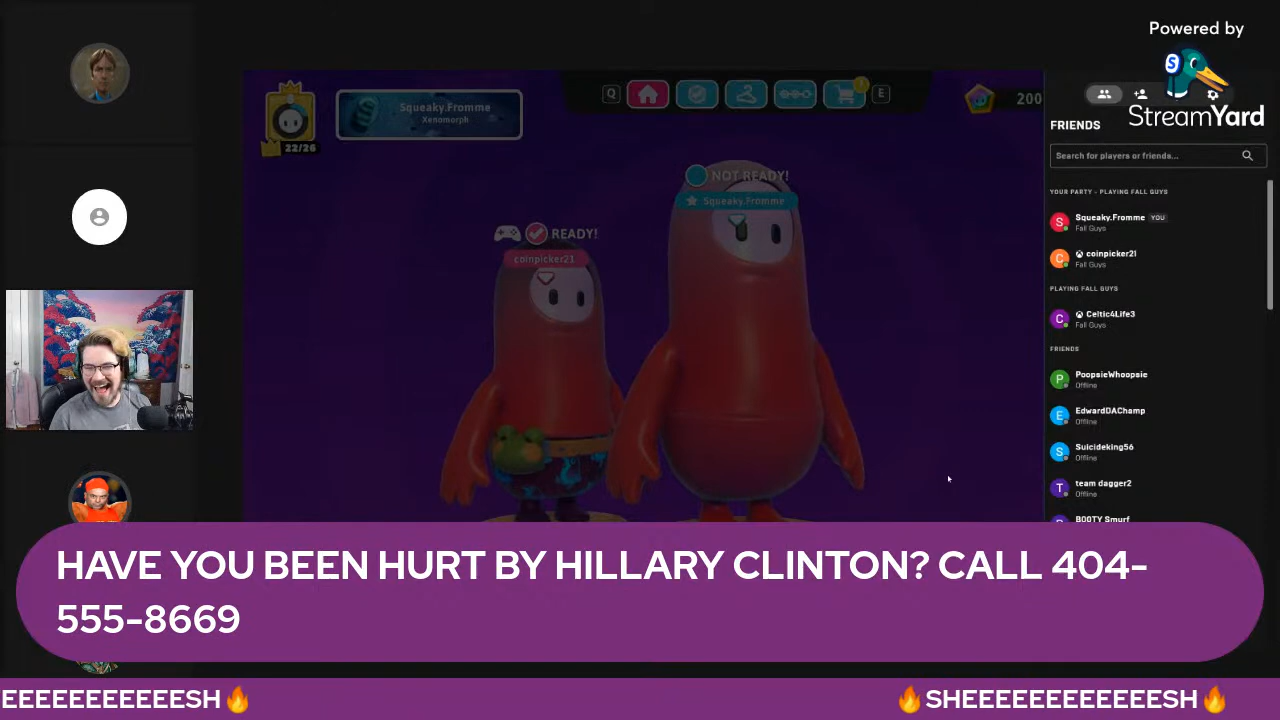 Powered by
StreamYard
Squeaky.Fromme
Xenomorph
22/26
Q
E
200
NOT READY!
Squeaky.Fromme
READY!
coinpicker21
FRIENDS
Search for players or friends...
YOUR PARTY - PLAYING FALL GUYS
S
Squeaky.Fromme YOU
Fall Guys
C
coinpicker21
Fall Guys
PLAYING FALL GUYS
C
Celtic4Life3
Fall Guys
FRIENDS
P
PoopsieWhoopsie
Offline
E
EdwardDAChamp
Offline
S
Suicideking56
Offline
T
team dagger2
Offline
BOOTY Smurf
HAVE YOU BEEN HURT BY HILLARY CLINTON? CALL 404-
555-8669
EEEEEEEEEEEESH🔥 🔥SHEEEEEEEEEEEEESH🔥